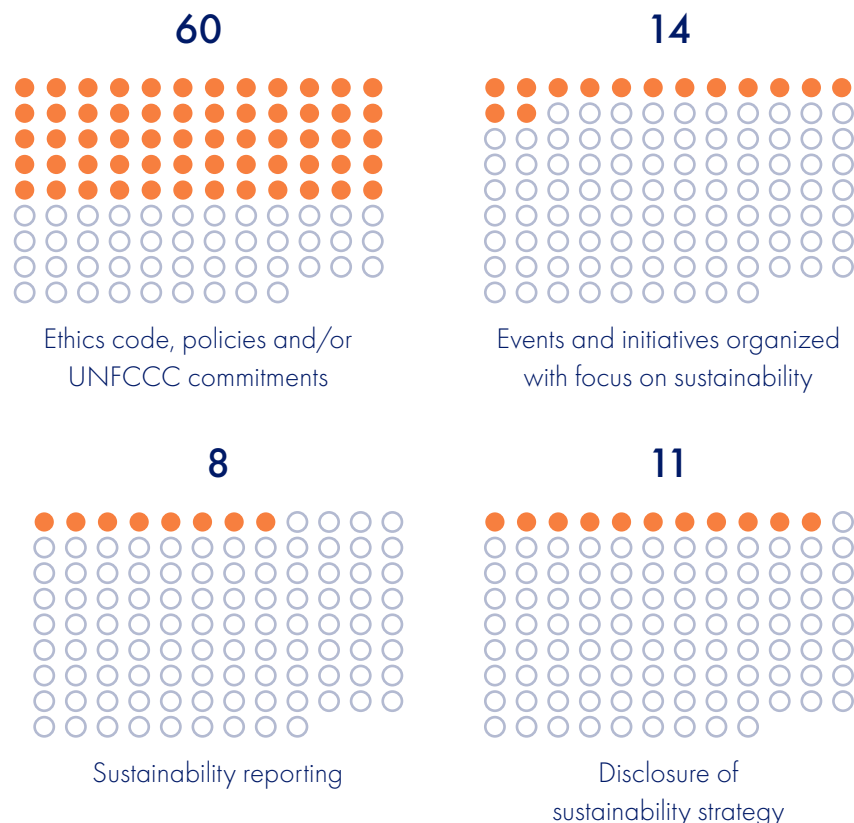 60
14
Ethics code, policies and/or
UNFCCC commitments
Events and initiatives organized
with focus on sustainability
8
11
Sustainability reporting
Disclosure of
sustainability strategy